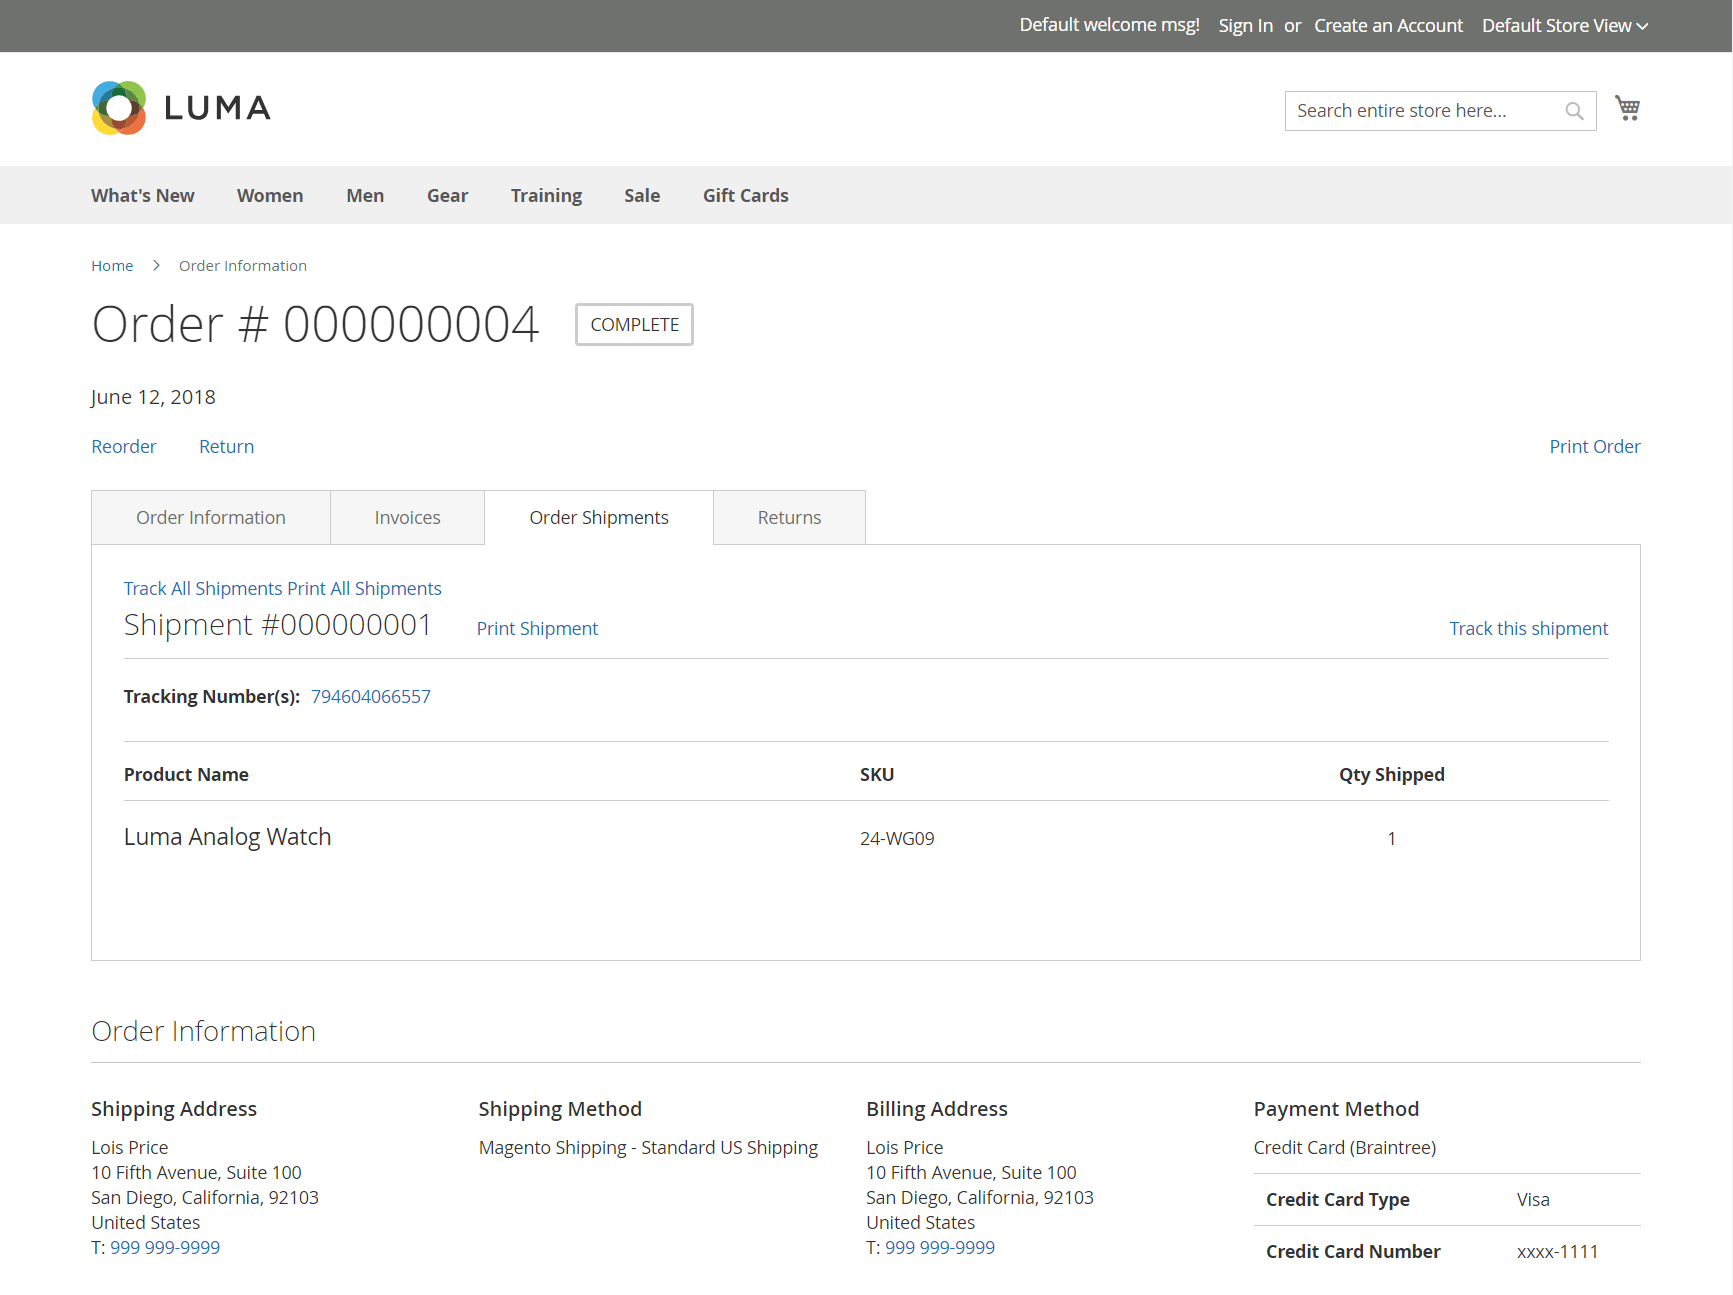 Default welcome msg! Sign In or Create an Account Default Store View
LUMA
Search entire store here...
What's New Women Men Gear Training Sale Gift Cards
Home Order Information
Order # 000000004 COMPLETE
June 12, 2018
Reorder Return Print Order
Order Information Invoices Order Shipments Returns
Track All Shipments Print All Shipments
Shipment #000000001 Print Shipment Track this shipment
Tracking Number(s): 794604066557
Product Name SKU Qty Shipped
Luma Analog Watch 24-WG09 1
Order Information
Shipping Address
Lois Price
10 Fifth Avenue, Suite 100
San Diego, California, 92103
United States
T: 999 999-9999
Shipping Method
Magento Shipping - Standard US Shipping
Billing Address
Lois Price
10 Fifth Avenue, Suite 100
San Diego, California, 92103
United States
T: 999 999-9999
Payment Method
Credit Card (Braintree)
Credit Card Type Visa
Credit Card Number xxxx-1111